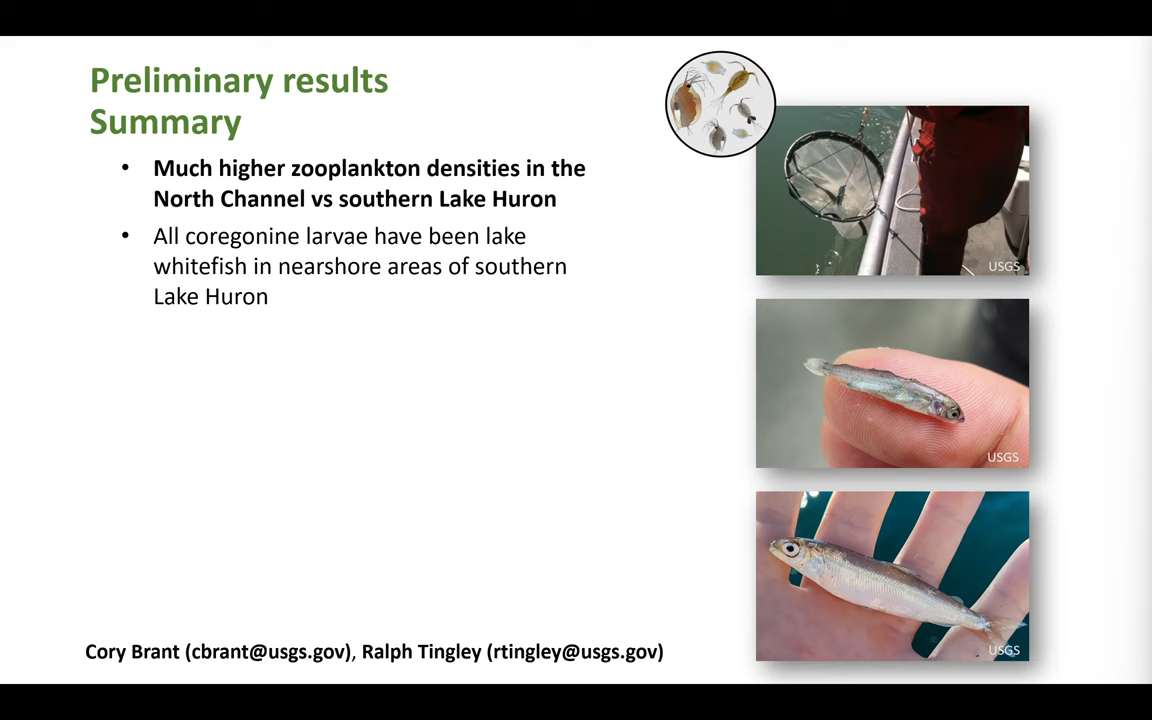 Preliminary results
Summary
• Much higher zooplankton densities in the
North Channel vs southern Lake Huron
• All coregonine larvae have been lake
whitefish in nearshore areas of southern
Lake Huron
USGS
USGS
USGS
Cory Brant (cbrant@usgs.gov), Ralph Tingley (rtingley@usgs.gov)